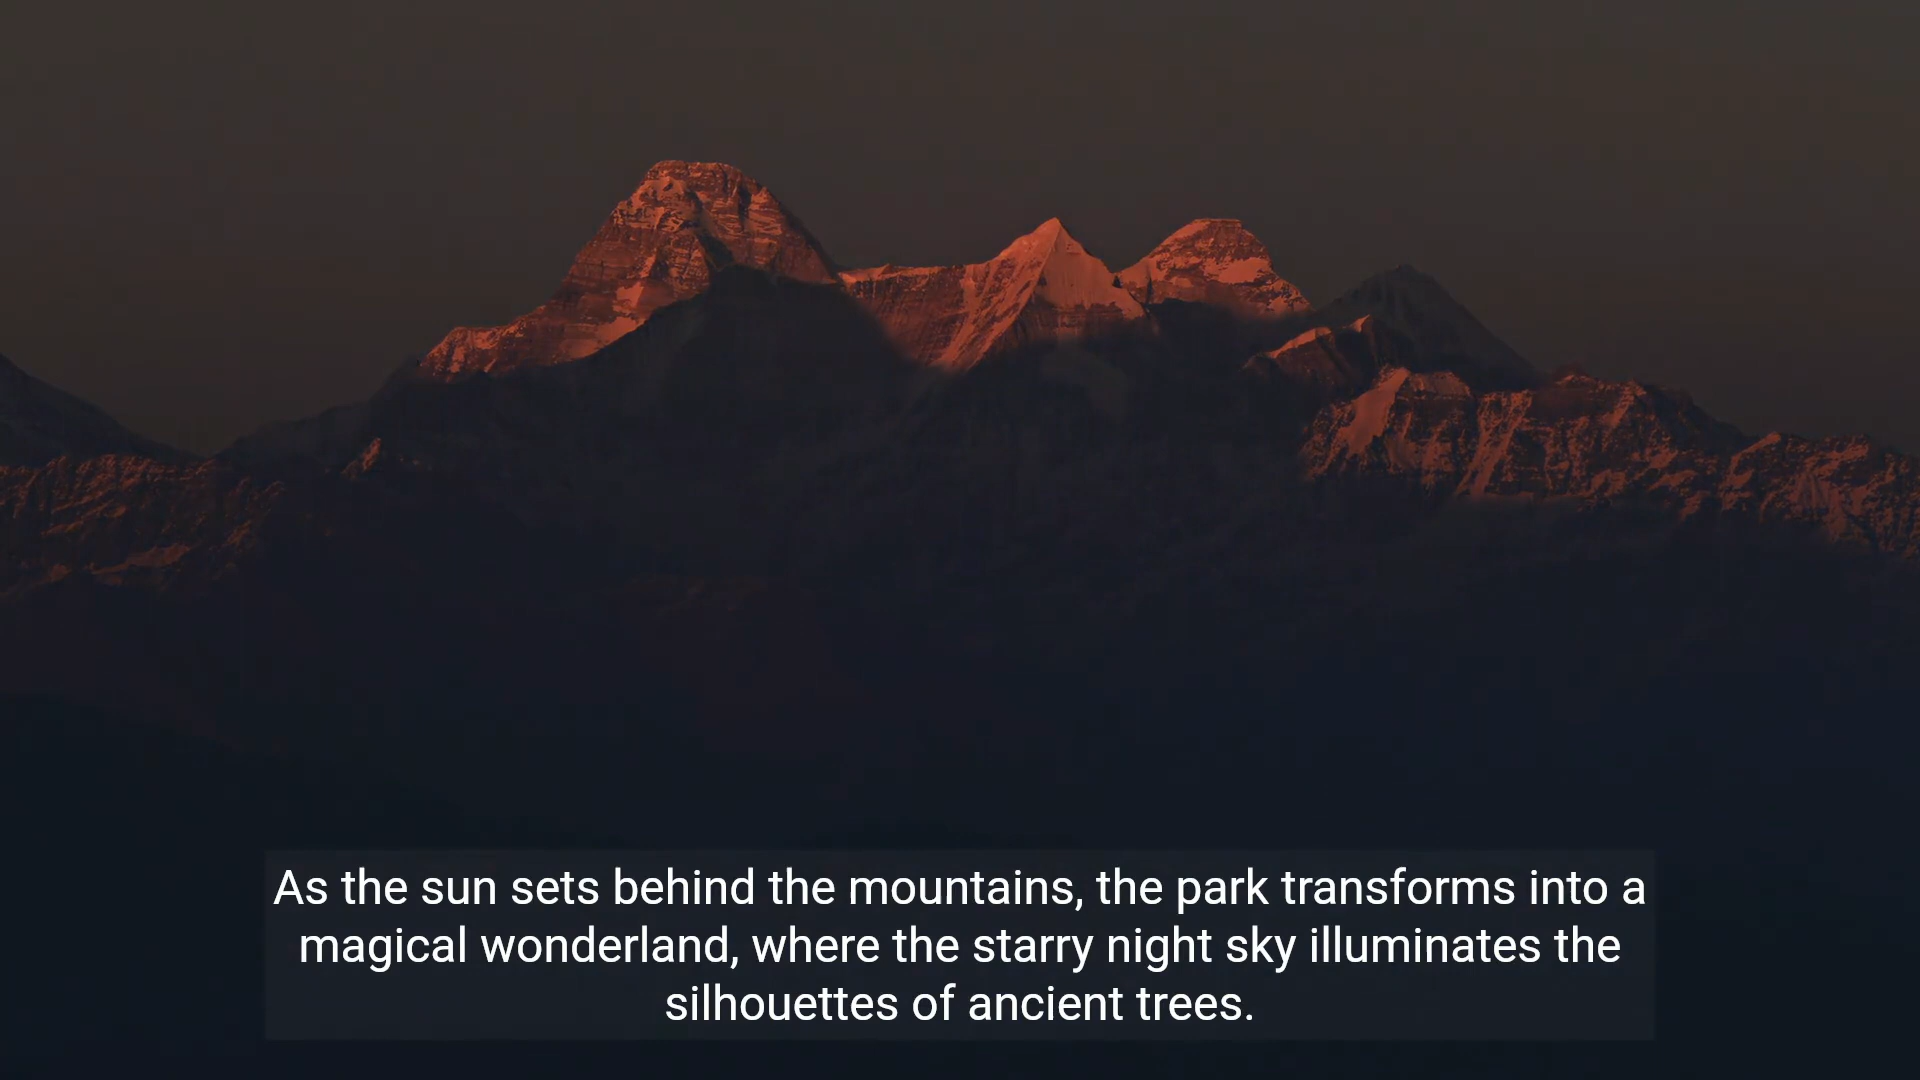 As the sun sets behind the mountains, the park transforms into a
magical wonderland, where the starry night sky illuminates the
silhouettes of ancient trees.